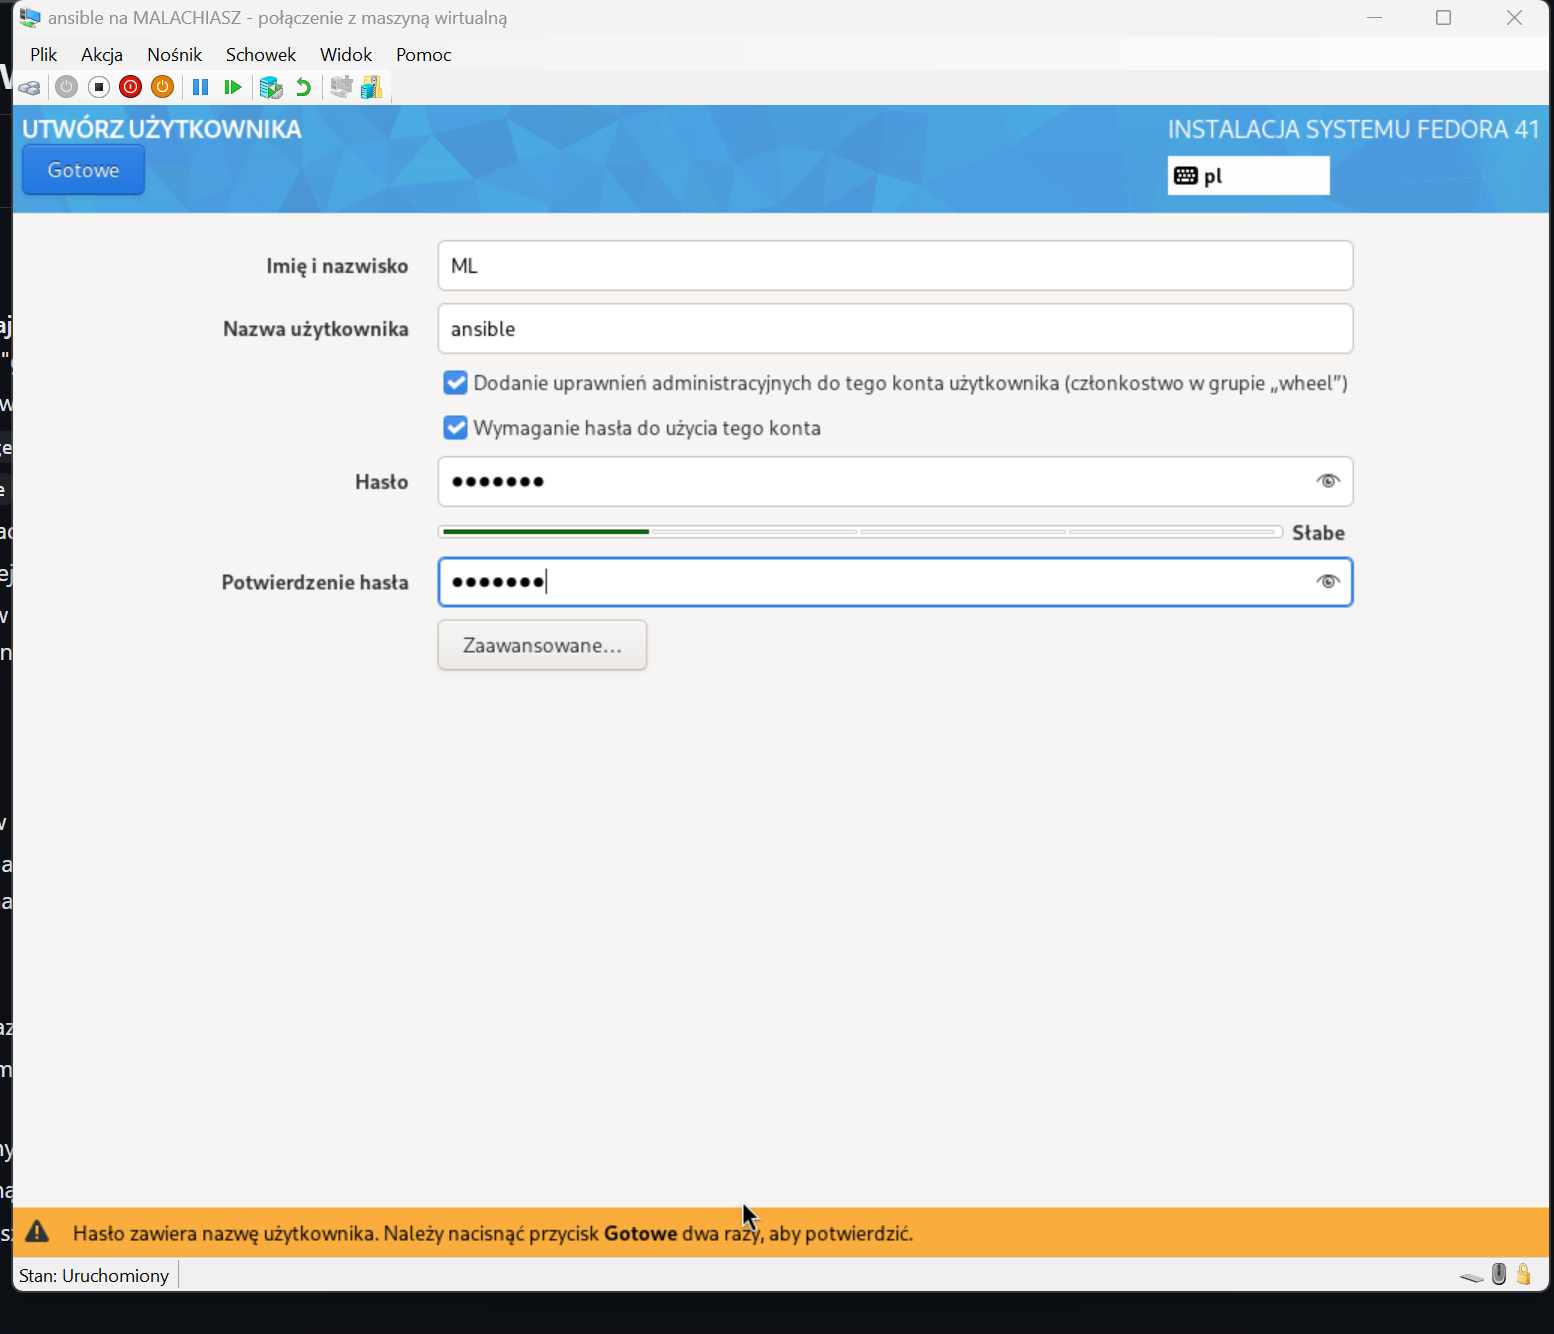 ansible na MALACHIASZ - połączenie z maszyną wirtualną
Plik Akcja Nośnik Schowek Widok Pomoc
UTWÓRZ UŻYTKOWNIKA
INSTALACJA SYSTEMU FEDORA 41
Gotowe
pl
Imię i nazwisko
ML
Nazwa użytkownika
ansible
Dodanie uprawnień administracyjnych do tego konta użytkownika (członkostwo w grupie „wheel”)
Wymaganie hasła do użycia tego konta
Hasło
●●●●●●●
Słabe
Potwierdzenie hasła
●●●●●●●
Zaawansowane…
Hasło zawiera nazwę użytkownika. Należy nacisnąć przycisk Gotowe dwa razy, aby potwierdzić.
Stan: Uruchomiony